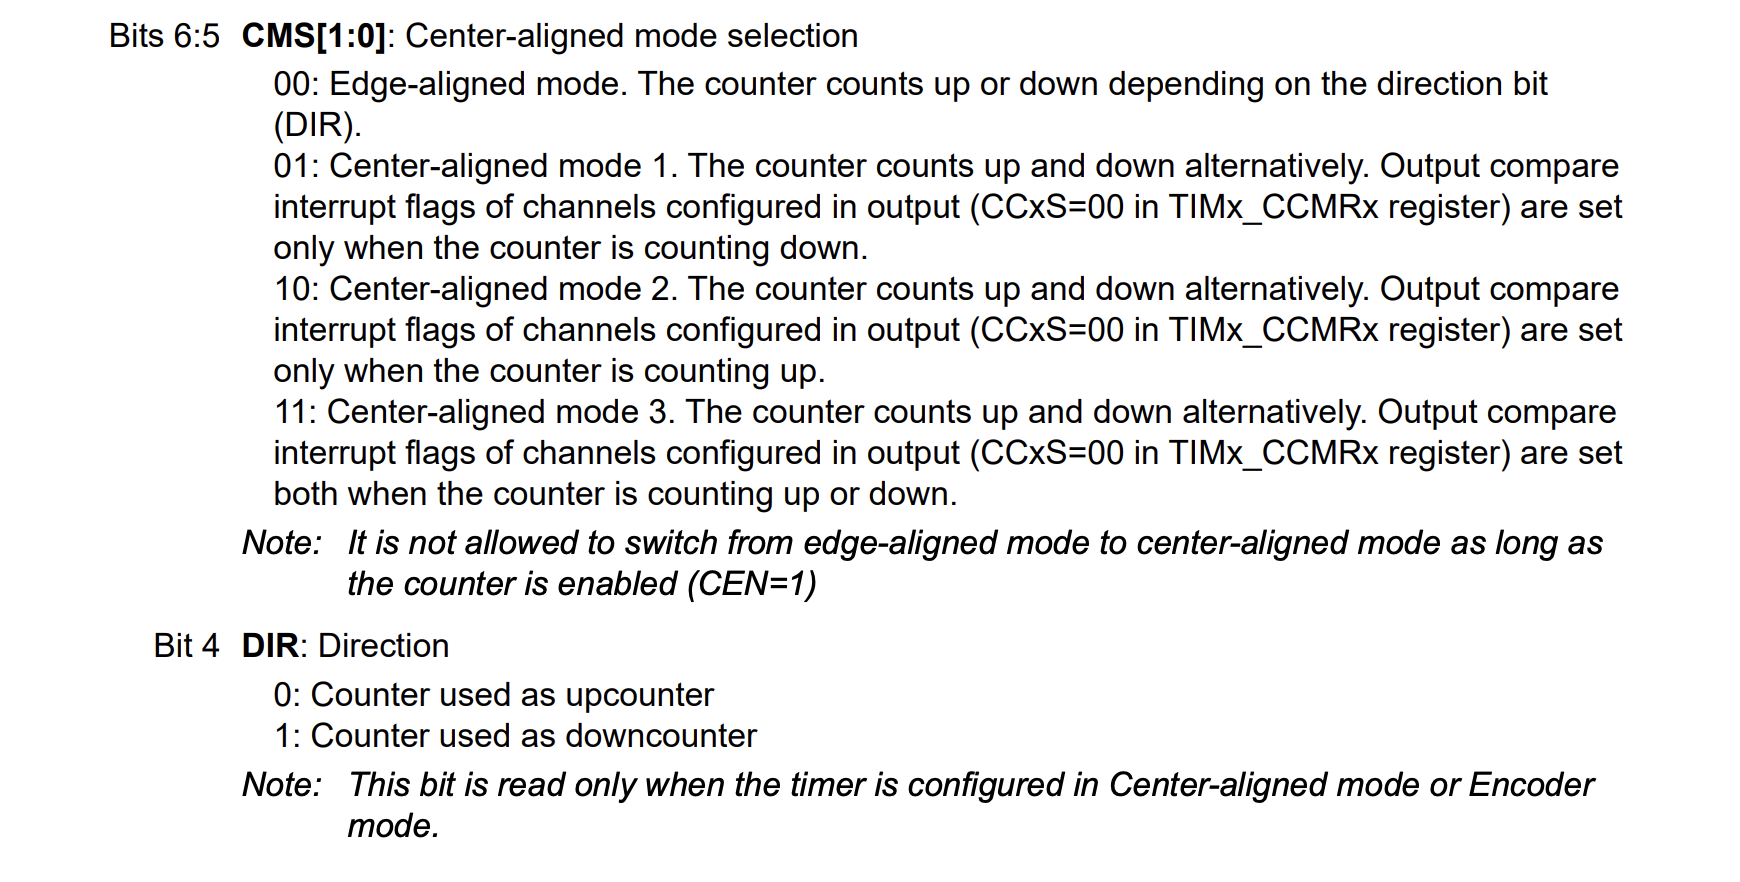 Bits 6:5 CMS[1:0]: Center-aligned mode selection
00: Edge-aligned mode. The counter counts up or down depending on the direction bit
(DIR).
01: Center-aligned mode 1. The counter counts up and down alternatively. Output compare
interrupt flags of channels configured in output (CCxS=00 in TIMx_CCMRx register) are set
only when the counter is counting down.
10: Center-aligned mode 2. The counter counts up and down alternatively. Output compare
interrupt flags of channels configured in output (CCxS=00 in TIMx_CCMRx register) are set
only when the counter is counting up.
11: Center-aligned mode 3. The counter counts up and down alternatively. Output compare
interrupt flags of channels configured in output (CCxS=00 in TIMx_CCMRx register) are set
both when the counter is counting up or down.
Note: It is not allowed to switch from edge-aligned mode to center-aligned mode as long as
the counter is enabled (CEN=1)
Bit 4 DIR: Direction
0: Counter used as upcounter
1: Counter used as downcounter
Note: This bit is read only when the timer is configured in Center-aligned mode or Encoder
mode.